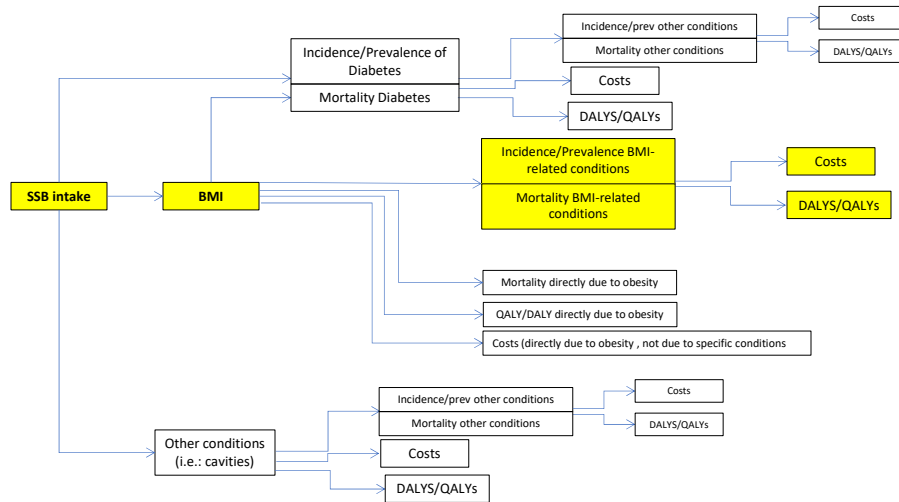 Incidence/prev other conditions
Mortality other conditions
Costs
DALYS/QALYs
Incidence/Prevalence of
Diabetes
Mortality Diabetes
Costs
DALYS/QALYs
SSB intake
BMI
Incidence/Prevalence BMI-
related conditions
Mortality BMI-related
conditions
Costs
DALYS/QALYs
Mortality directly due to obesity
QALY/DALY directly due to obesity
Costs (directly due to obesity , not due to specific conditions
Other conditions
(i.e.: cavities)
Incidence/prev other conditions
Mortality other conditions
Costs
DALYS/QALYs
Costs
DALYS/QALYs